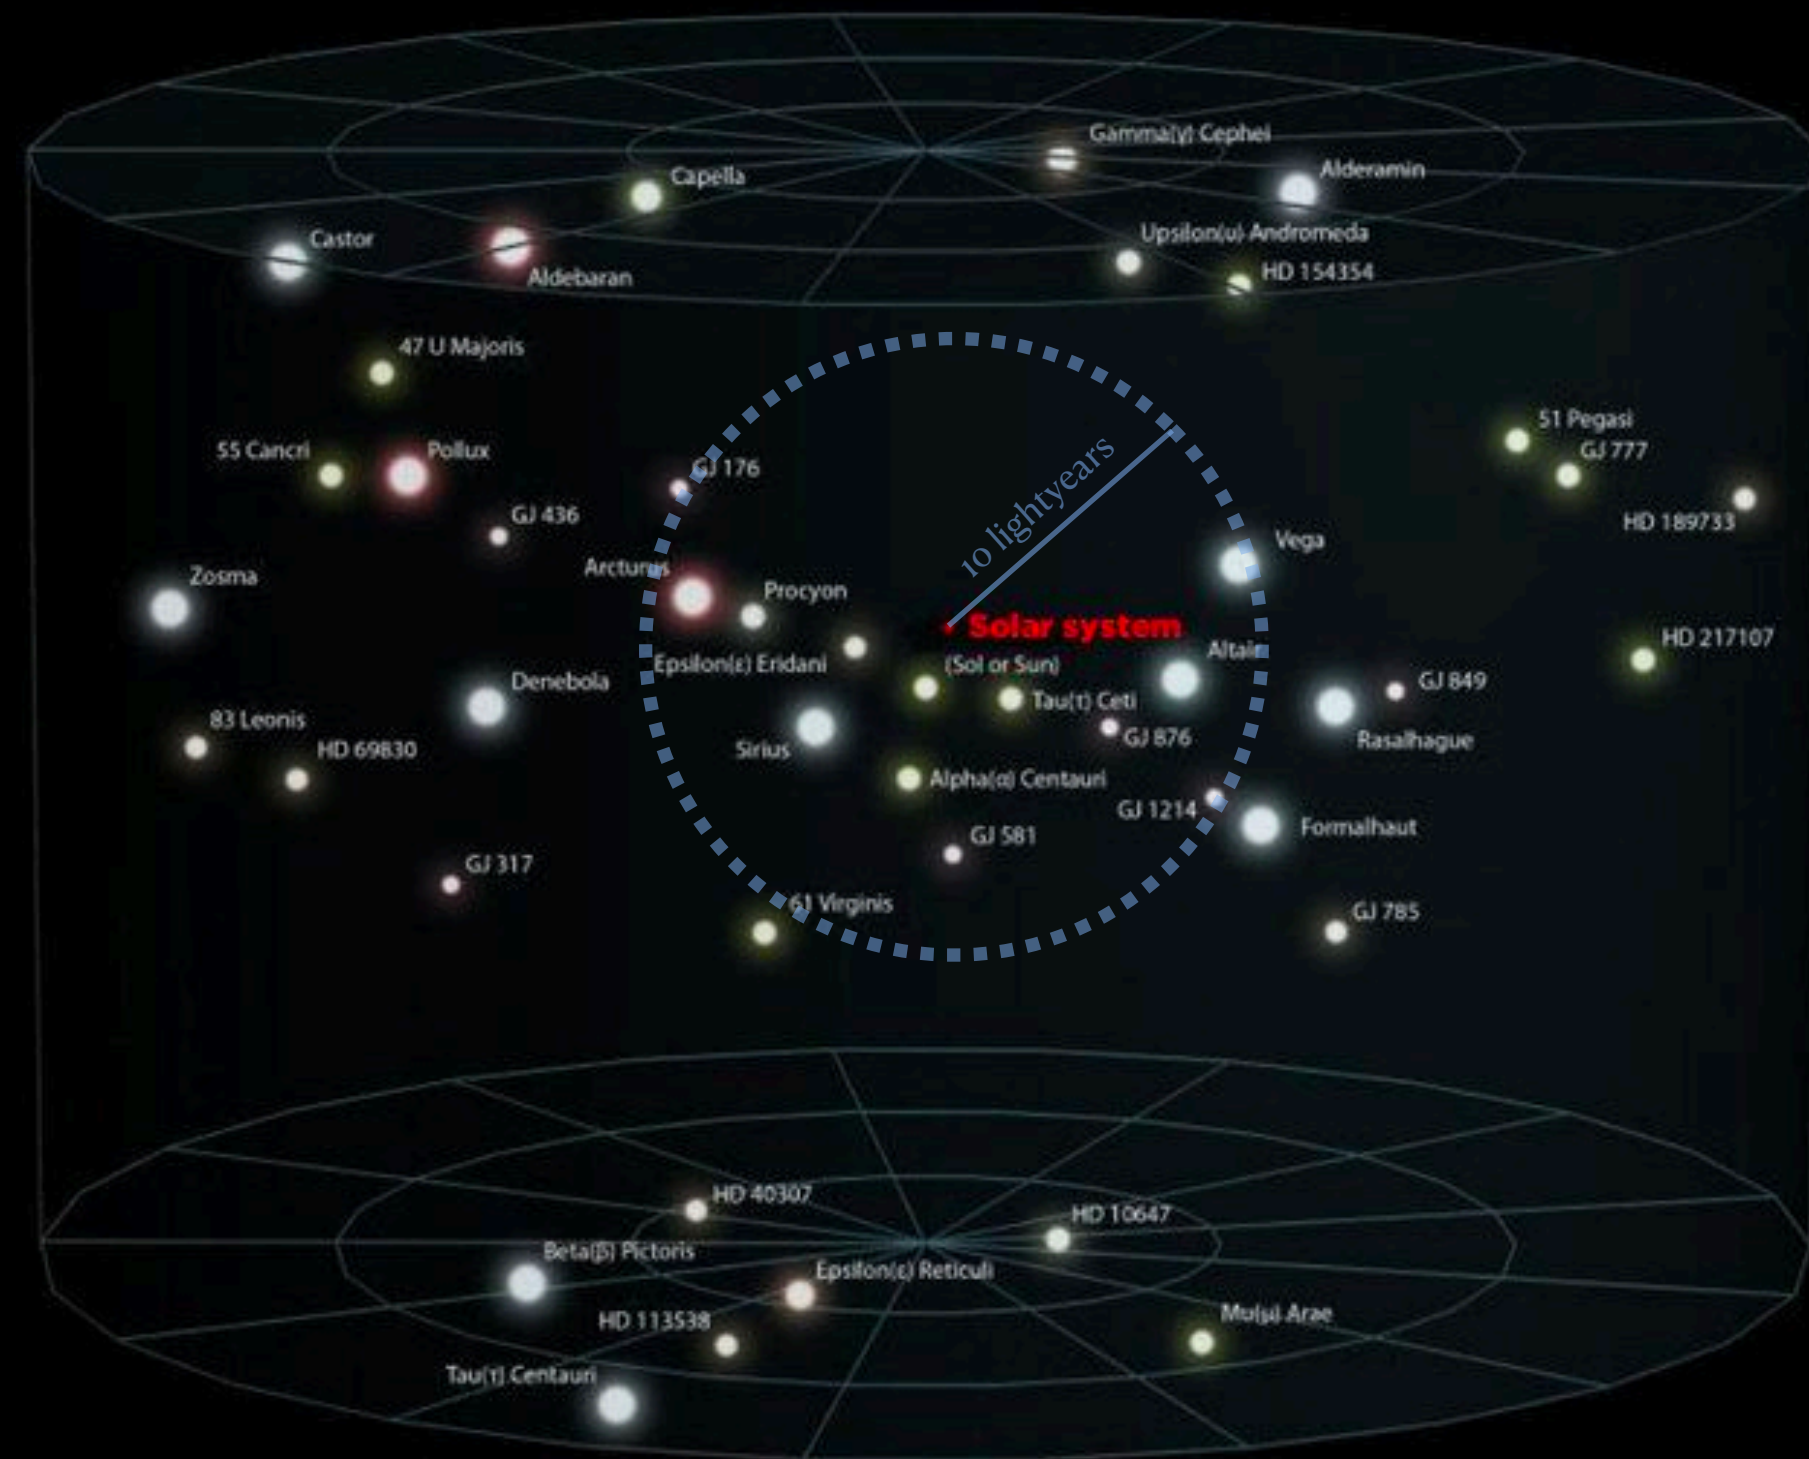 Gamma(γ) Cephei
Capella
Alderamin
Castor
Upsilon(υ) Andromeda
Aldebaran
HD 154354
47 U Majoris
51 Pegasi
55 Cancri
Pollux
GJ 777
GJ 176
10 lightyears
HD 189733
GJ 436
Vega
Arcturus
Zosma
Procyon
Solar system
HD 217107
Epsilon(ε) Eridani
(Sol or Sun)
Altair
Denebola
GJ 849
Tau(τ) Ceti
83 Leonis
GJ 876
Rasalhague
HD 69830
Sirius
Alpha(α) Centauri
GJ 1214
Formalhaut
GJ 581
GJ 317
61 Virginis
GJ 785
HD 40307
HD 10647
Beta(β) Pictoris
Epsilon(ε) Reticuli
HD 113538
Mu(μ) Arae
Tau(τ) Centauri